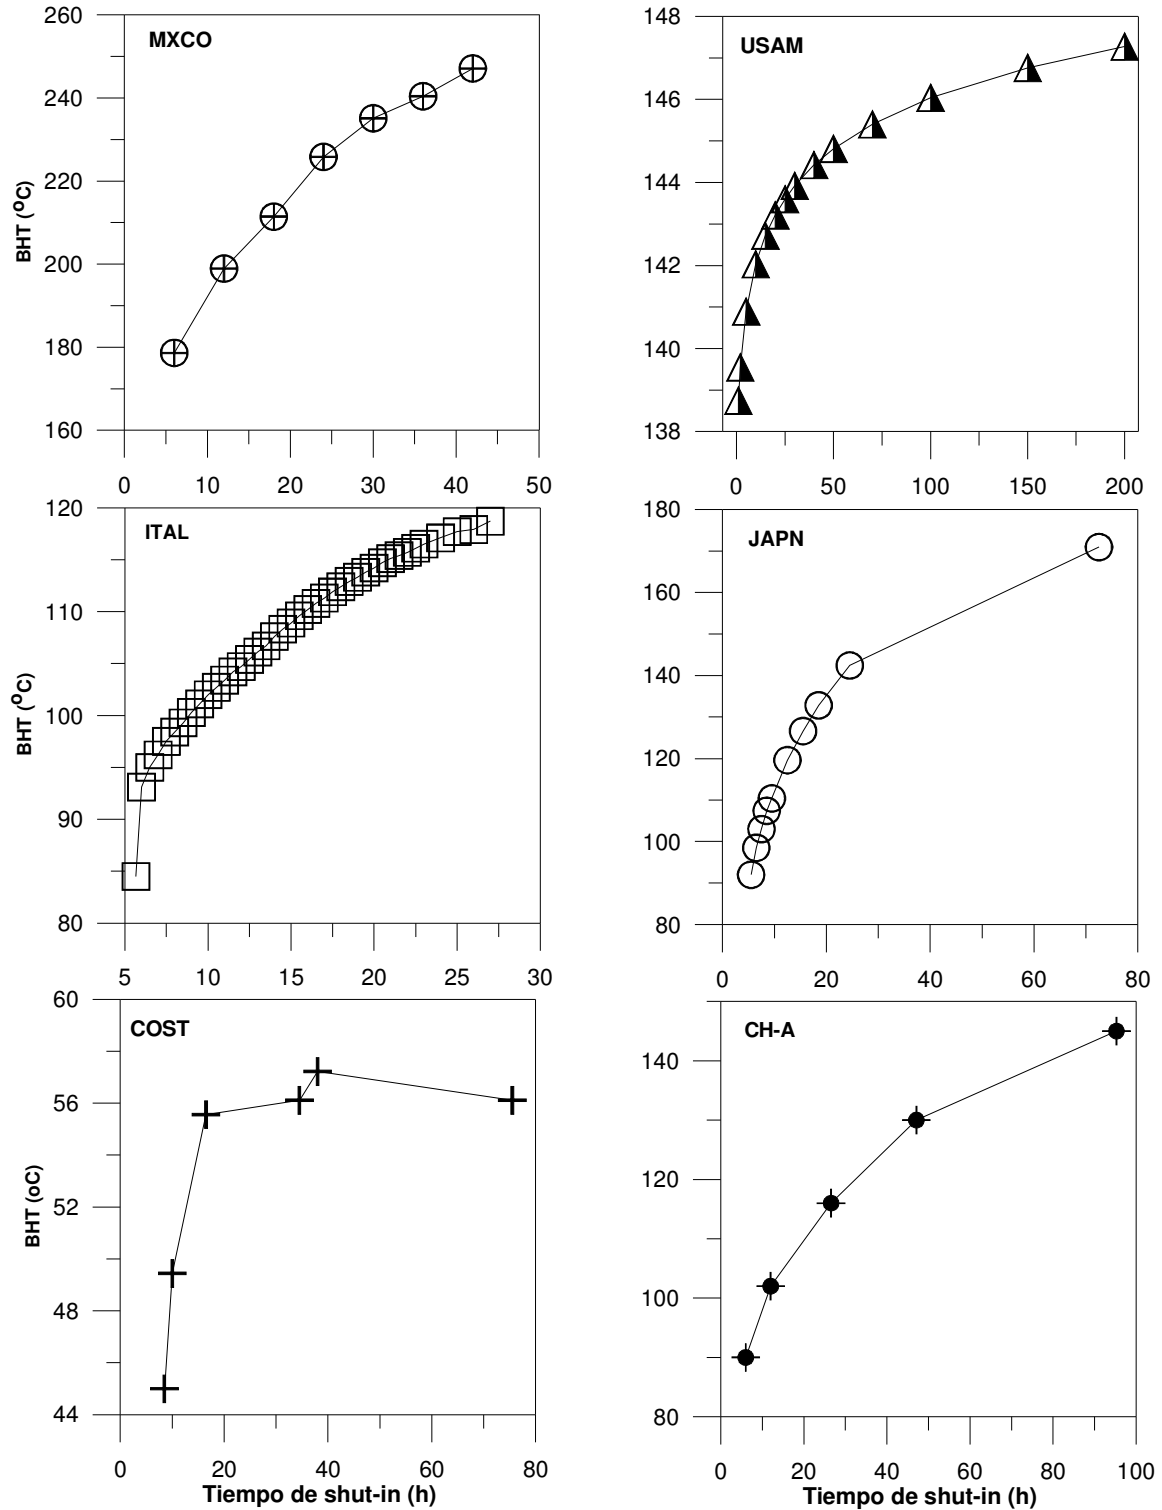 MXCO
260
240
220
200
180
160
BHT (ºC)
0 10 20 30 40 50
USAM
148
146
144
142
140
138
0 50 100 150 200
ITAL
120
110
100
90
80
BHT (ºC)
5 10 15 20 25 30
JAPN
180
160
140
120
100
80
0 20 40 60 80
COST
60
56
52
48
44
BHT (oC)
0 20 40 60 80
Tiempo de shut-in (h)
CH-A
140
120
100
80
0 20 40 60 80 100
Tiempo de shut-in (h)